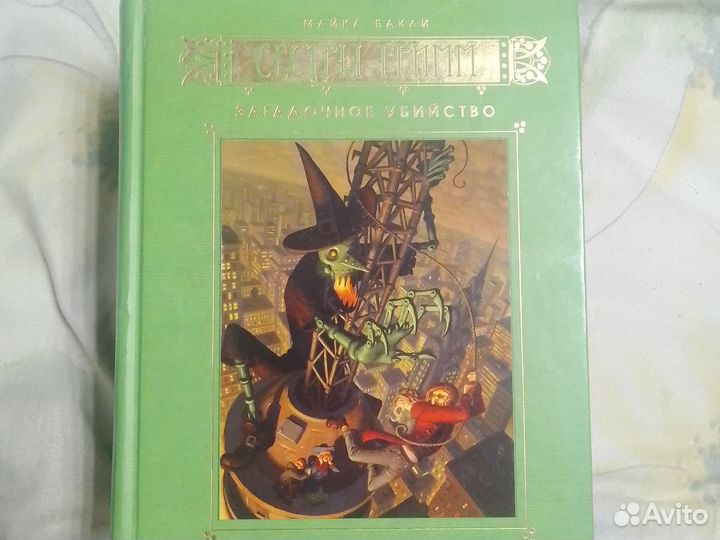 МАЙКЛ БАКЛИ
СЕСТРЫ ГРИММ
ЗАГАДОЧНОЕ УБИЙСТВО
Avito